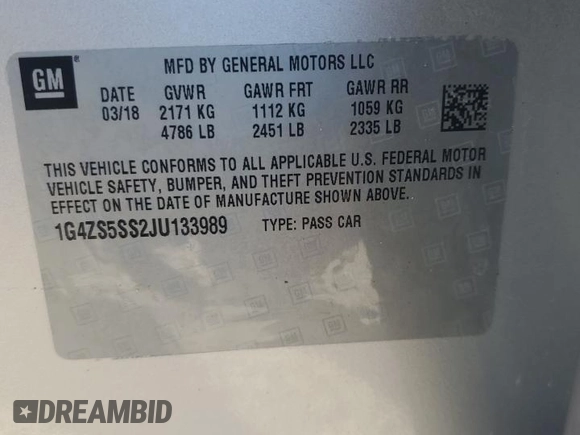 GM
MFD BY GENERAL MOTORS LLC
DATE GVWR GAWR FRT GAWR RR
03/18 2171 KG 1112 KG 1059 KG
4786 LB 2451 LB 2335 LB
THIS VEHICLE CONFORMS TO ALL APPLICABLE U.S. FEDERAL MOTOR
VEHICLE SAFETY, BUMPER, AND THEFT PREVENTION STANDARDS IN
EFFECT ON THE DATE OF MANUFACTURE SHOWN ABOVE.
1G4ZS5SS2JU133989 TYPE: PASS CAR
DREAMBID